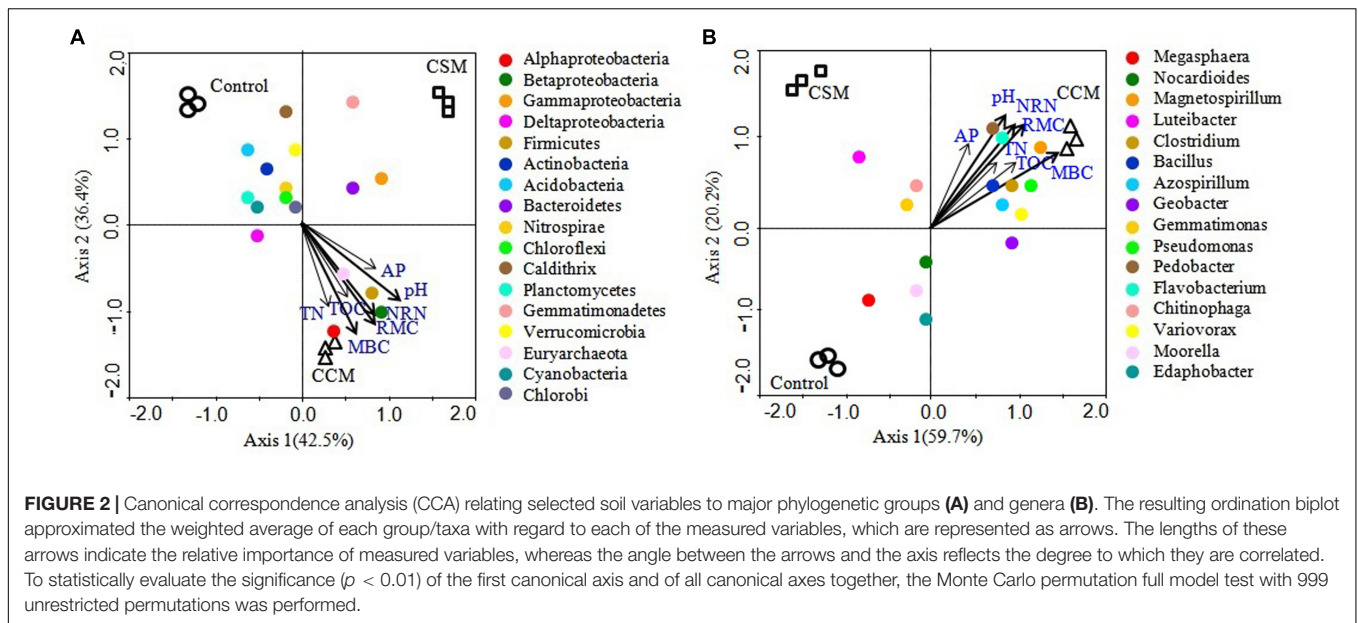 A
2.0
1.0
0.0
-1.0
-2.0
Axis 2 (36.4%)
Control
CSM
AP
pH
TN
TOC
NRN
RMC
MBC
CCM
-2.0 -1.0 0.0 1.0 2.0
Axis 1(42.5%)
Alphaproteobacteria
Betaproteobacteria
Gammaproteobacteria
Deltaproteobacteria
Firmicutes
Actinobacteria
Acidobacteria
Bacteroidetes
Nitrospirae
Chloroflexi
Caldithrix
Planctomycetes
Gemmatimonadetes
Verrucomicrobia
Euryarchaeota
Cyanobacteria
Chlorobi
B
2.0
1.0
0.0
-1.0
-2.0
Axis 2 (20.2%)
CSM
pH
NRN
CCM
RMC
AP
TN
TOC
MBC
Control
-2.0 -1.0 0.0 1.0 2.0
Axis 1(59.7%)
Megasphaera
Nocardioides
Magnetospirillum
Luteibacter
Clostridium
Bacillus
Azospirillum
Geobacter
Gemmatimonas
Pseudomonas
Pedobacter
Flavobacterium
Chitinophaga
Variovorax
Moorella
Edaphobacter
FIGURE 2 | Canonical correspondence analysis (CCA) relating selected soil variables to major phylogenetic groups (A) and genera (B). The resulting ordination biplot
approximated the weighted average of each group/taxa with regard to each of the measured variables, which are represented as arrows. The lengths of these
arrows indicate the relative importance of measured variables, whereas the angle between the arrows and the axis reflects the degree to which they are correlated.
To statistically evaluate the significance (p < 0.01) of the first canonical axis and of all canonical axes together, the Monte Carlo permutation full model test with 999
unrestricted permutations was performed.